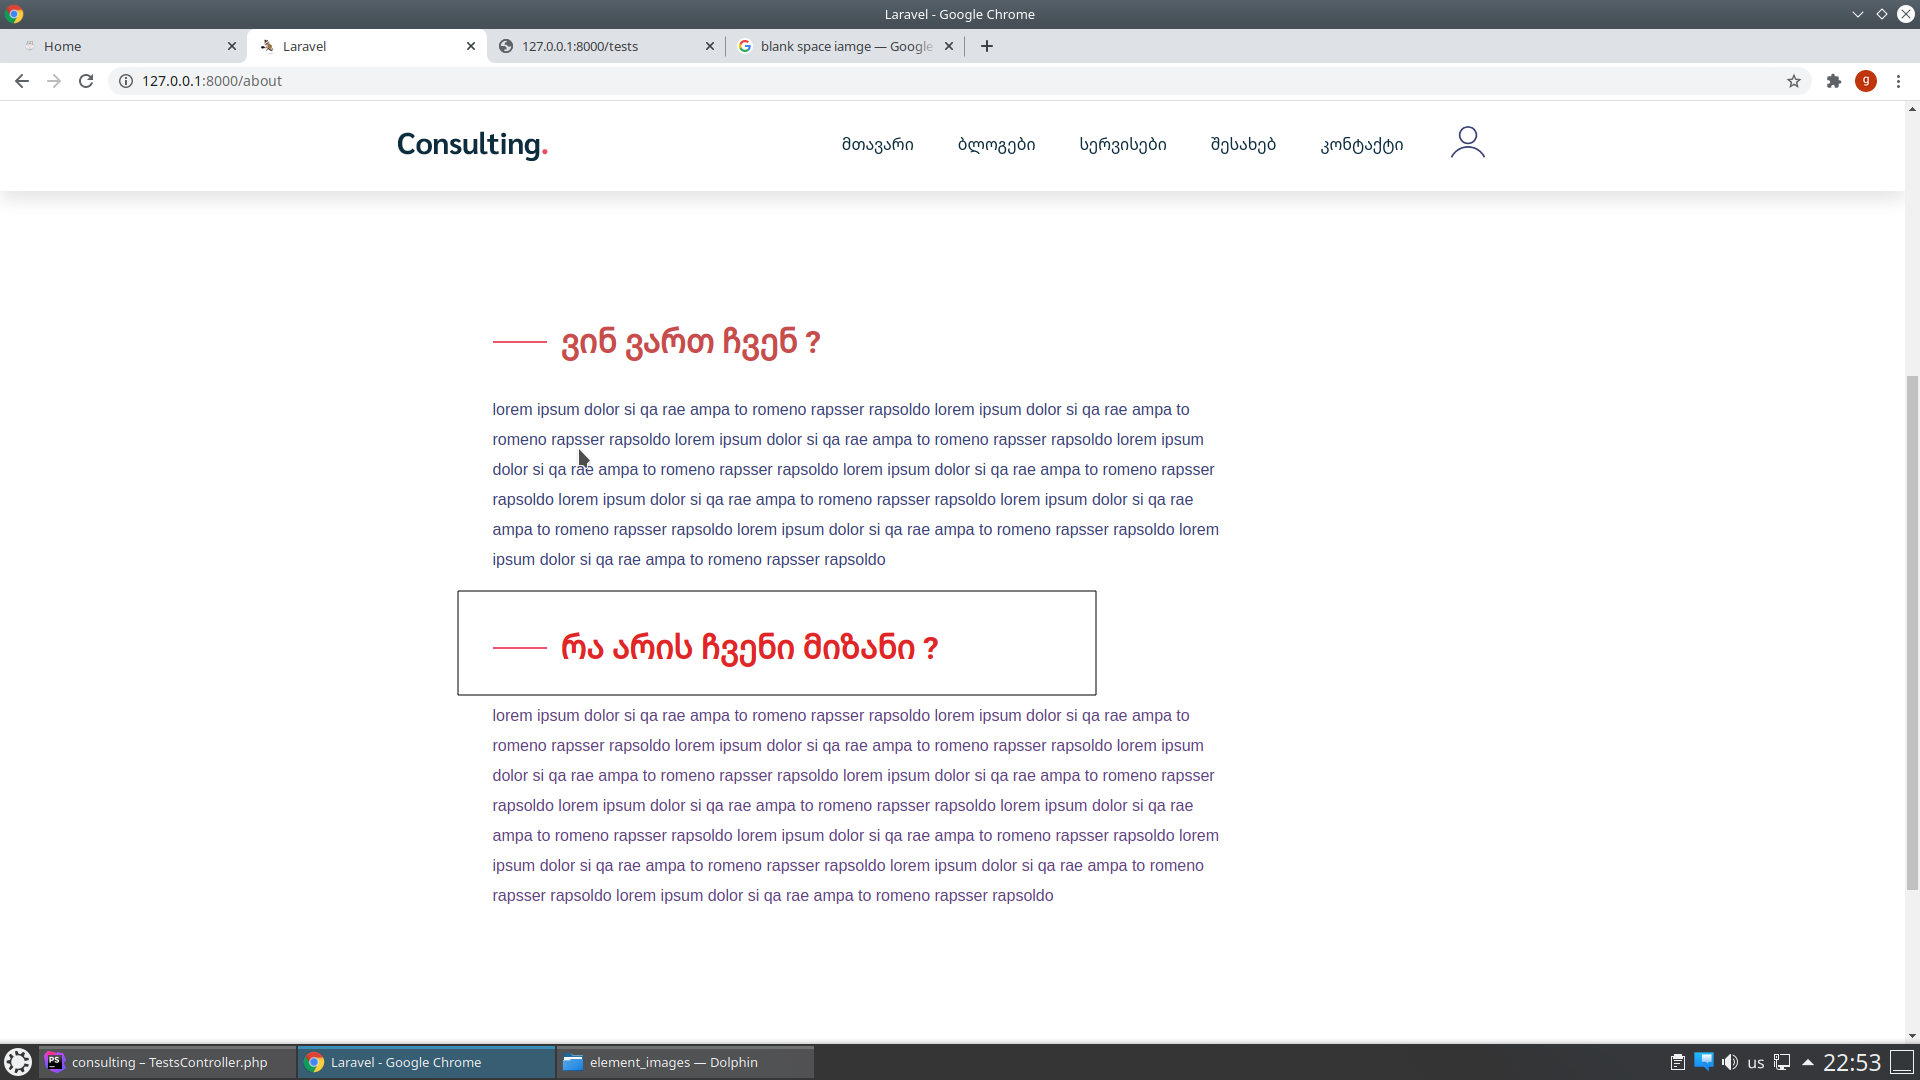 Laravel - Google Chrome
Home
Laravel
127.0.0.1:8000/tests
blank space iamge — Google
127.0.0.1:8000/about
g
Consulting.
მთავარი
ბლოგები
სერვისები
შესახებ
კონტაქტი
ვინ ვართ ჩვენ ?
lorem ipsum dolor si qa rae ampa to romeno rapsser rapsoldo lorem ipsum dolor si qa rae ampa to
romeno rapsser rapsoldo lorem ipsum dolor si qa rae ampa to romeno rapsser rapsoldo lorem ipsum
dolor si qa rae ampa to romeno rapsser rapsoldo lorem ipsum dolor si qa rae ampa to romeno rapsser
rapsoldo lorem ipsum dolor si qa rae ampa to romeno rapsser rapsoldo lorem ipsum dolor si qa rae
ampa to romeno rapsser rapsoldo lorem ipsum dolor si qa rae ampa to romeno rapsser rapsoldo lorem
ipsum dolor si qa rae ampa to romeno rapsser rapsoldo
რა არის ჩვენი მიზანი ?
lorem ipsum dolor si qa rae ampa to romeno rapsser rapsoldo lorem ipsum dolor si qa rae ampa to
romeno rapsser rapsoldo lorem ipsum dolor si qa rae ampa to romeno rapsser rapsoldo lorem ipsum
dolor si qa rae ampa to romeno rapsser rapsoldo lorem ipsum dolor si qa rae ampa to romeno rapsser
rapsoldo lorem ipsum dolor si qa rae ampa to romeno rapsser rapsoldo lorem ipsum dolor si qa rae
ampa to romeno rapsser rapsoldo lorem ipsum dolor si qa rae ampa to romeno rapsser rapsoldo lorem
ipsum dolor si qa rae ampa to romeno rapsser rapsoldo lorem ipsum dolor si qa rae ampa to romeno
rapsser rapsoldo lorem ipsum dolor si qa rae ampa to romeno rapsser rapsoldo
PS
consulting – TestsController.php
Laravel - Google Chrome
element_images — Dolphin
us
22:53